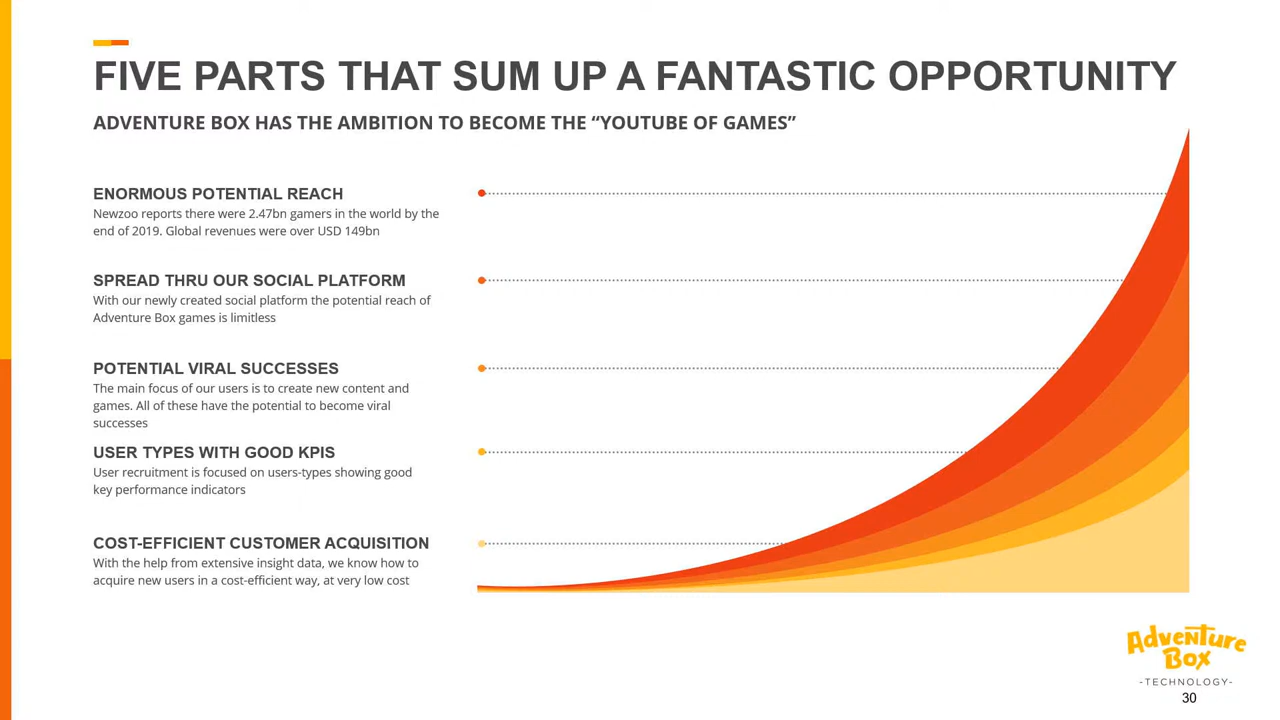 FIVE PARTS THAT SUM UP A FANTASTIC OPPORTUNITY
ADVENTURE BOX HAS THE AMBITION TO BECOME THE “YOUTUBE OF GAMES”
ENORMOUS POTENTIAL REACH
Newzoo reports there were 2.47bn gamers in the world by the
end of 2019. Global revenues were over USD 149bn
SPREAD THRU OUR SOCIAL PLATFORM
With our newly created social platform the potential reach of
Adventure Box games is limitless
POTENTIAL VIRAL SUCCESSES
The main focus of our users is to create new content and
games. All of these have the potential to become viral
successes
USER TYPES WITH GOOD KPIS
User recruitment is focused on users-types showing good
key performance indicators
COST-EFFICIENT CUSTOMER ACQUISITION
With the help from extensive insight data, we know how to
acquire new users in a cost-efficient way, at very low cost
Adventure
Box
-TECHNOLOGY-
30